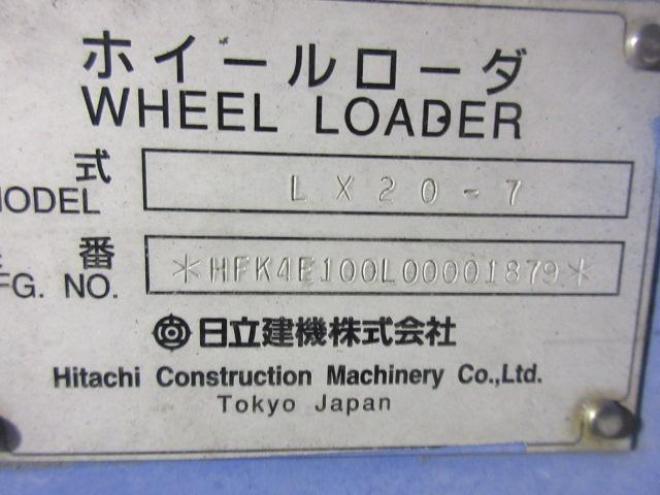 ホイールローダ
WHEEL LOADER
式
MODEL LX20-7
番
FG. NO. *HFK4E100L00001879*
日立建機株式会社
Hitachi Construction Machinery Co.,Ltd.
Tokyo Japan